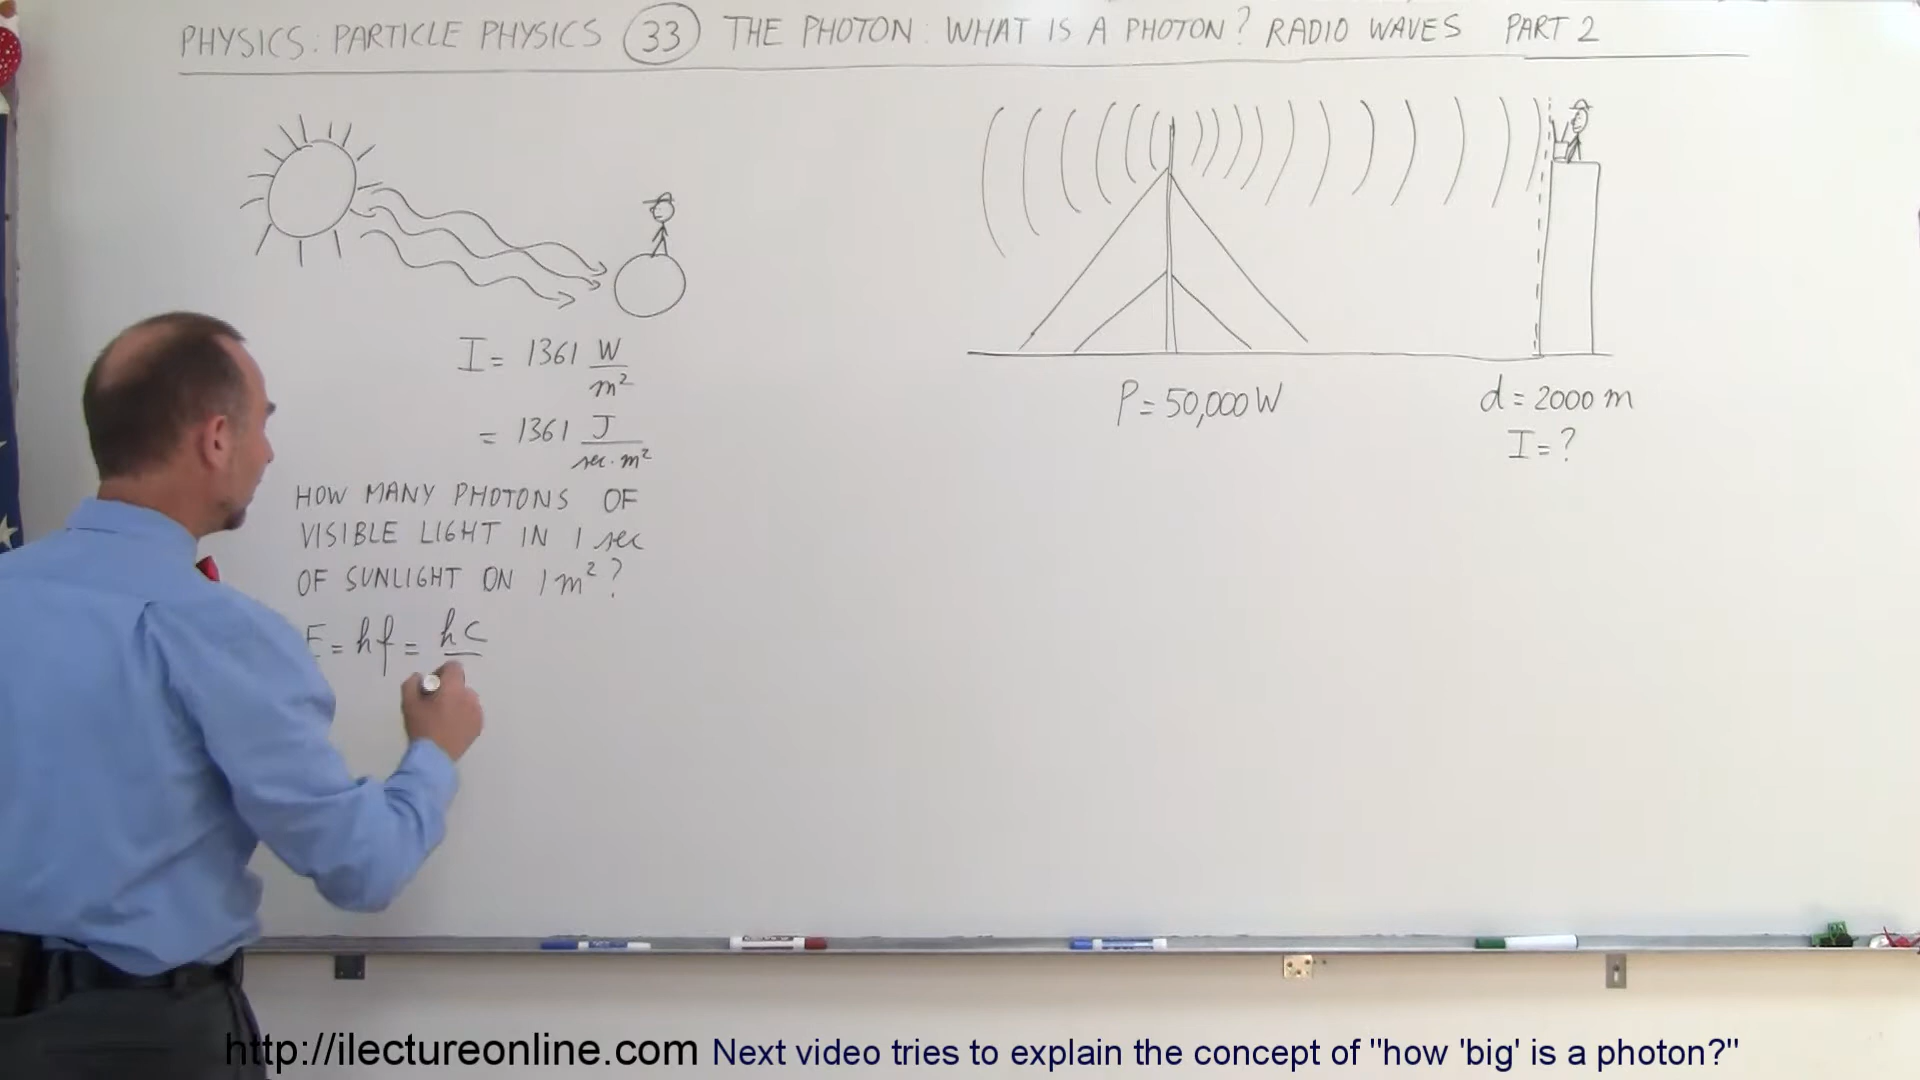 PHYSICS: PARTICLE PHYSICS 33 THE PHOTON: WHAT IS A PHOTON? RADIO WAVES PART 2
I = 1361 W/m²
= 1361 J/sec·m²
HOW MANY PHOTONS OF
VISIBLE LIGHT IN 1 sec
OF SUNLIGHT ON 1 m²?
E = hf = hc
P = 50,000 W
d = 2000 m
I = ?
http://ilectureonline.com Next video tries to explain the concept of "how 'big' is a photon?"